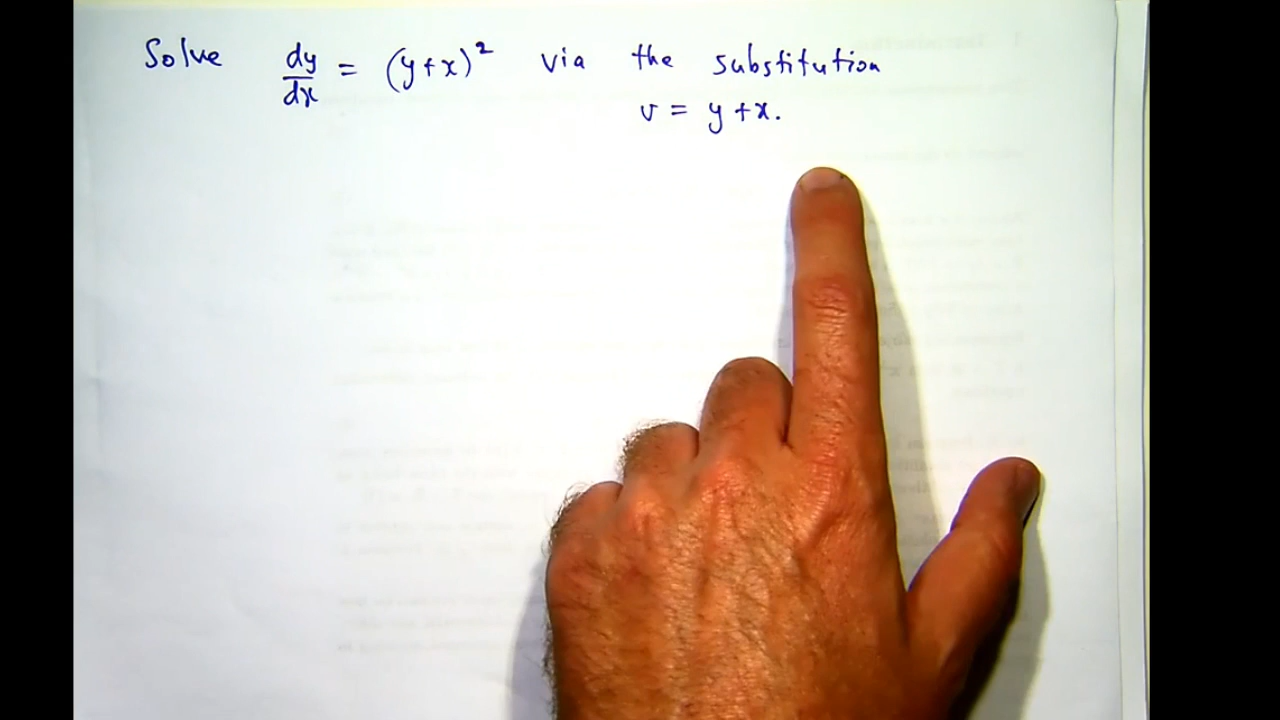 Solve dy/dx = (y+x)² via the substitution
v = y+x.